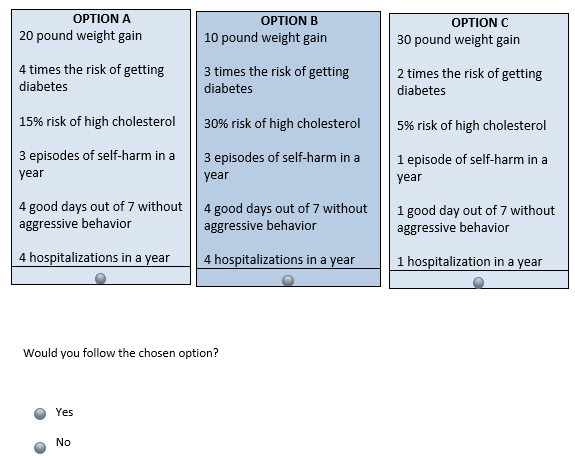 OPTION A
20 pound weight gain
4 times the risk of getting
diabetes
15% risk of high cholesterol
3 episodes of self-harm in a
year
4 good days out of 7 without
aggressive behavior
4 hospitalizations in a year
OPTION B
10 pound weight gain
3 times the risk of getting
diabetes
30% risk of high cholesterol
3 episodes of self-harm in a
year
4 good days out of 7 without
aggressive behavior
4 hospitalizations in a year
OPTION C
30 pound weight gain
2 times the risk of getting
diabetes
5% risk of high cholesterol
1 episode of self-harm in a
year
1 good day out of 7 without
aggressive behavior
1 hospitalization in a year
Would you follow the chosen option?
Yes
No